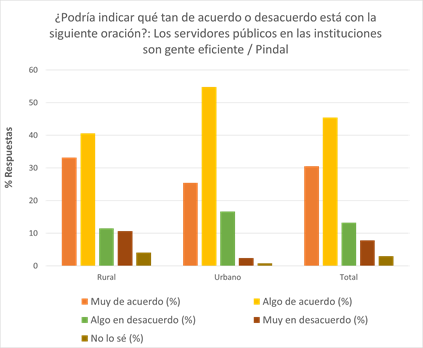 ¿Podría indicar qué tan de acuerdo o desacuerdo está con la
siguiente oración?: Los servidores públicos en las instituciones
son gente eficiente / Pindal
% Respuestas
60
50
40
30
20
10
0
Rural
Urbano
Total
Muy de acuerdo (%)
Algo de acuerdo (%)
Algo en desacuerdo (%)
Muy en desacuerdo (%)
No lo sé (%)